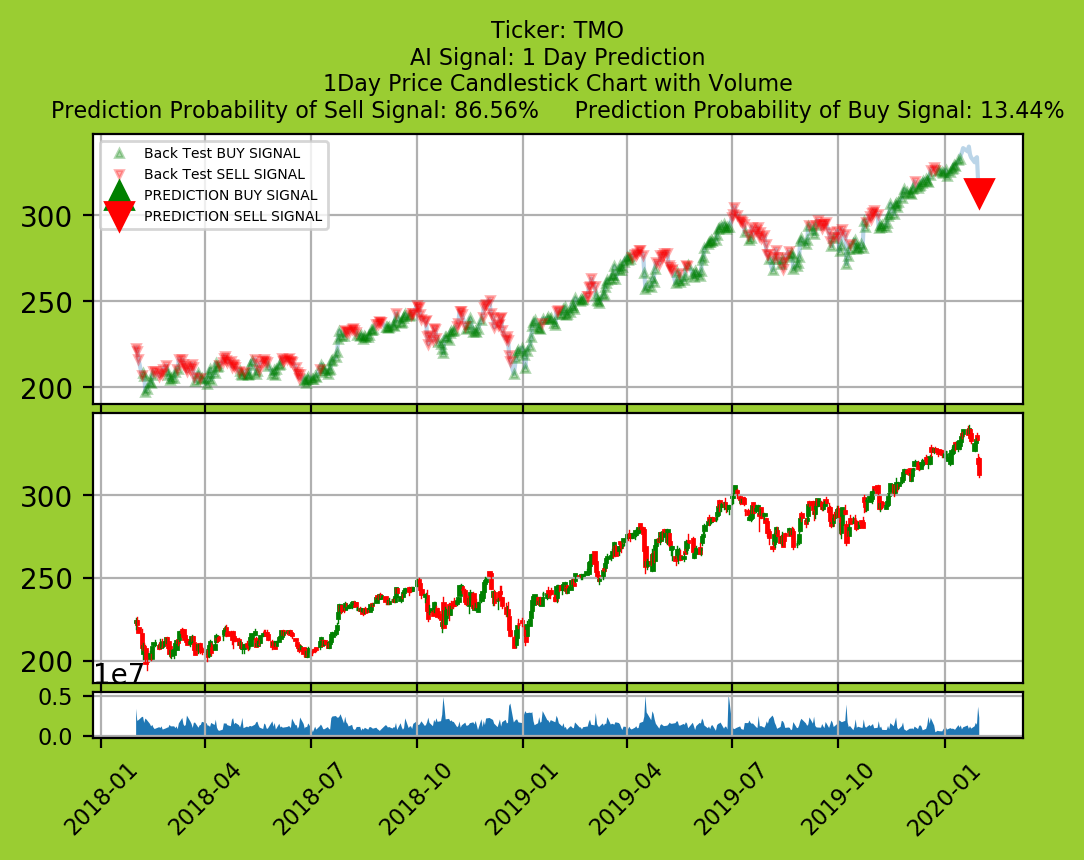 Ticker: TMO
AI Signal: 1 Day Prediction
1Day Price Candlestick Chart with Volume
Prediction Probability of Sell Signal: 86.56%     Prediction Probability of Buy Signal: 13.44%
Back Test BUY SIGNAL
Back Test SELL SIGNAL
PREDICTION BUY SIGNAL
PREDICTION SELL SIGNAL
300
250
200
300
250
200
1e7
0.5
0.0
2018-01 2018-04 2018-07 2018-10 2019-01 2019-04 2019-07 2019-10 2020-01